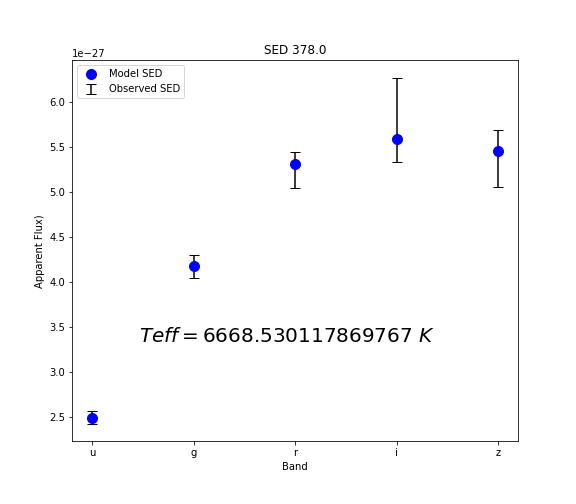 SED 378.0
1e−27
Model SED
Observed SED
6.0
5.5
5.0
4.5
4.0
3.5
3.0
2.5
Apparent Flux)
Teff = 6668.530117869767 K
u g r i z
Band